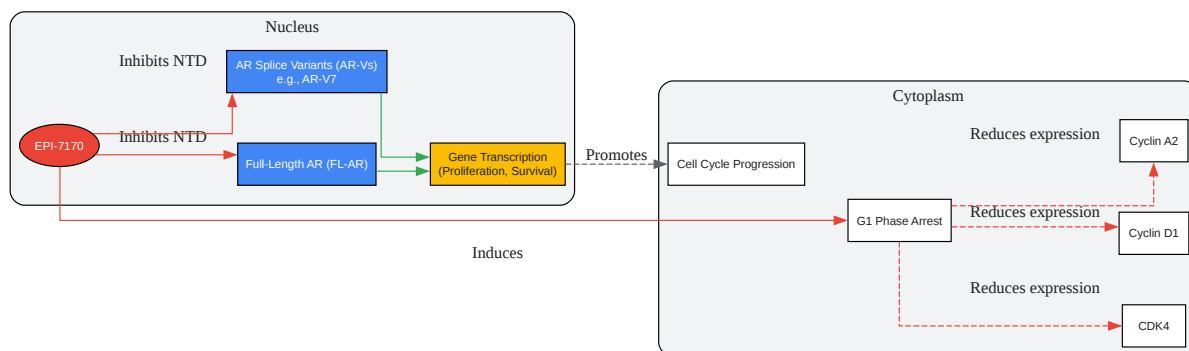 Nucleus
Inhibits NTD
AR Splice Variants (AR-Vs)
e.g., AR-V7
EPI-7170
Inhibits NTD
Full-Length AR (FL-AR)
Gene Transcription
(Proliferation, Survival)
Promotes
Cytoplasm
Cell Cycle Progression
Induces
G1 Phase Arrest
Reduces expression
Cyclin A2
Reduces expression
Cyclin D1
Reduces expression
CDK4